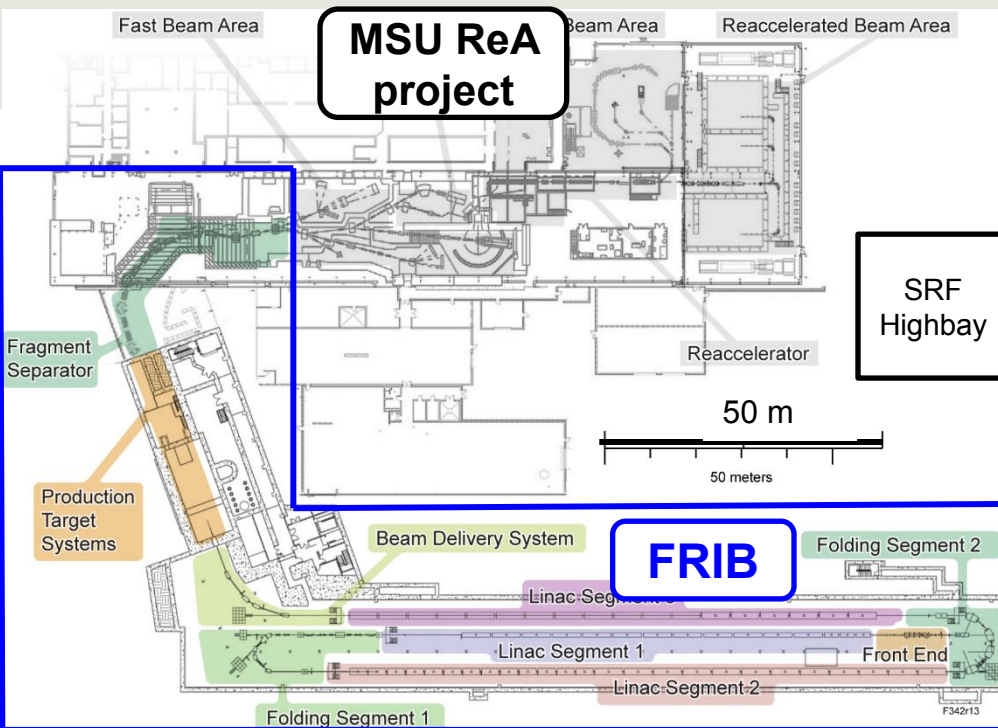 Fast Beam Area
MSU ReA
project
Beam Area
Reaccelerated Beam Area
SRF
Highbay
Fragment
Separator
Reaccelerator
50 m
50 meters
Production
Target
Systems
Beam Delivery System
FRIB
Folding Segment 2
Linac Segment
Linac Segment 1
Front End
Linac Segment 2
Folding Segment 1
F342r13